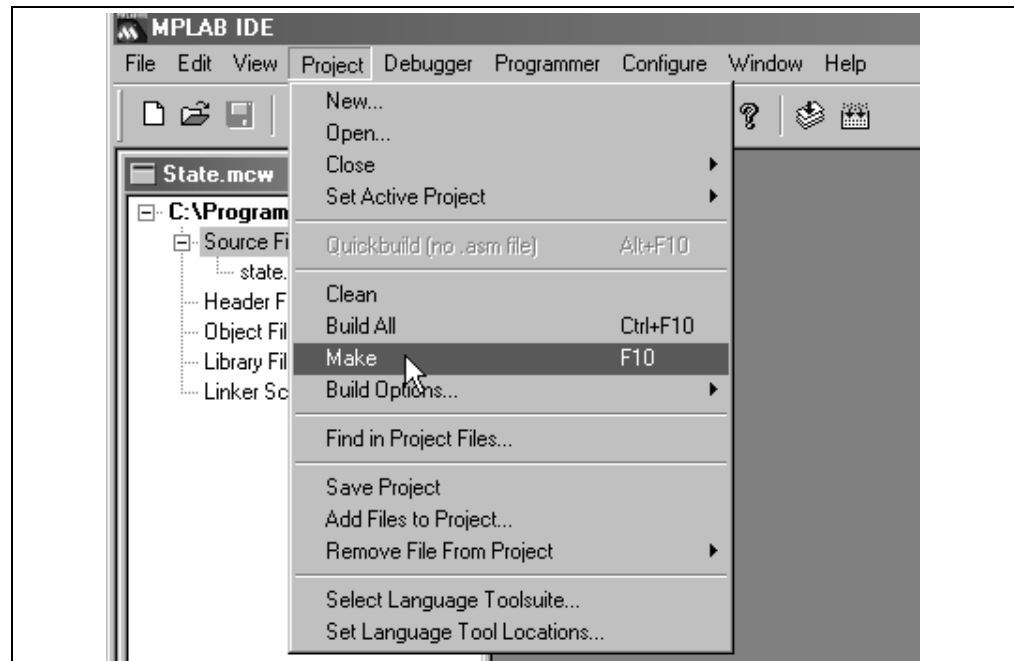 MPLAB IDE
File Edit View Project Debugger Programmer Configure Window Help
New...
Open...
Close
Set Active Project
Quickbuild (no .asm file) Alt+F10
Clean
Build All Ctrl+F10
Make F10
Build Options...
Find in Project Files...
Save Project
Add Files to Project...
Remove File From Project
Select Language Toolsuite...
Set Language Tool Locations...
State.mcw
C:\Program
Source Fi
state.
Header F
Object Fil
Library Fil
Linker Sc